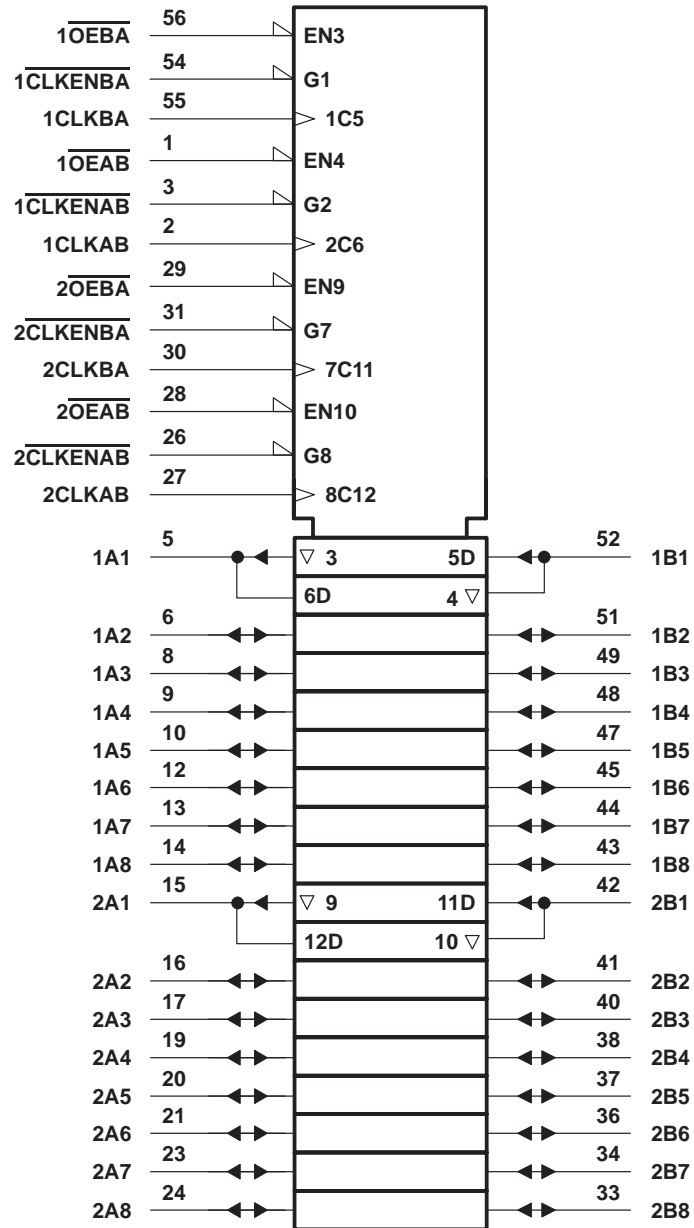 56
1OEBA EN3
54
1CLKENBA G1
55
1CLKBA 1C5
1
1OEAB EN4
3
1CLKENAB G2
2
1CLKAB 2C6
29
2OEBA EN9
31
2CLKENBA G7
30
2CLKBA 7C11
28
2OEAB EN10
26
2CLKENAB G8
27
2CLKAB 8C12
5 52
1A1 3 5D 1B1
6D 4
6 51
1A2 1B2
8 49
1A3 1B3
9 48
1A4 1B4
10 47
1A5 1B5
12 45
1A6 1B6
13 44
1A7 1B7
14 43
1A8 1B8
15 42
2A1 9 11D 2B1
12D 10
16 41
2A2 2B2
17 40
2A3 2B3
19 38
2A4 2B4
20 37
2A5 2B5
21 36
2A6 2B6
23 34
2A7 2B7
24 33
2A8 2B8